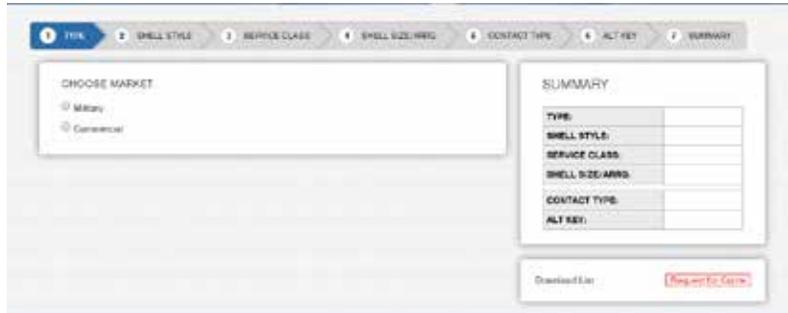 1 TYPE 2 SHELL STYLE 3 SERVICE CLASS 4 SHELL SIZE/ARRG 5 CONTACT TYPE 6 ALT KEY 7 SUMMARY
CHOOSE MARKET
Military
Commercial
SUMMARY
TYPE:
SHELL STYLE:
SERVICE CLASS:
SHELL SIZE/ARRG:
CONTACT TYPE:
ALT KEY:
Download List
Request for Quote